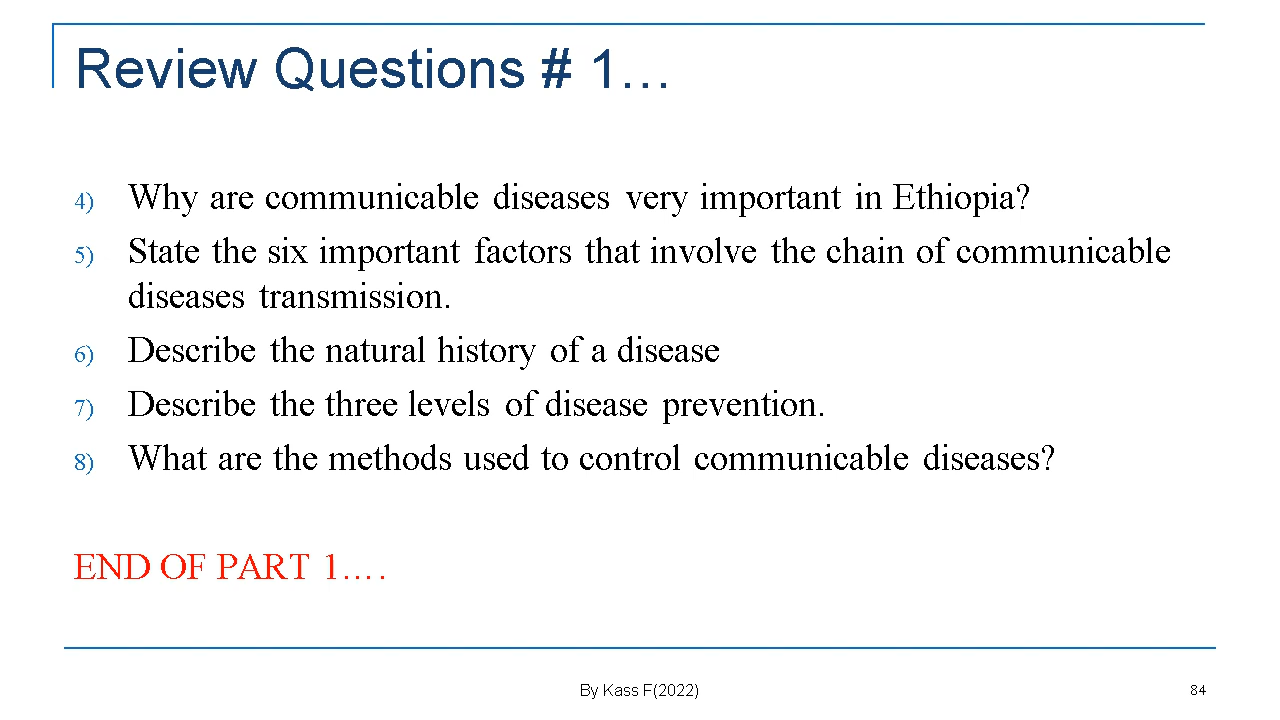 Review Questions # 1…
4) Why are communicable diseases very important in Ethiopia?
5) State the six important factors that involve the chain of communicable
diseases transmission.
6) Describe the natural history of a disease
7) Describe the three levels of disease prevention.
8) What are the methods used to control communicable diseases?
END OF PART 1….
By Kass F(2022)
84